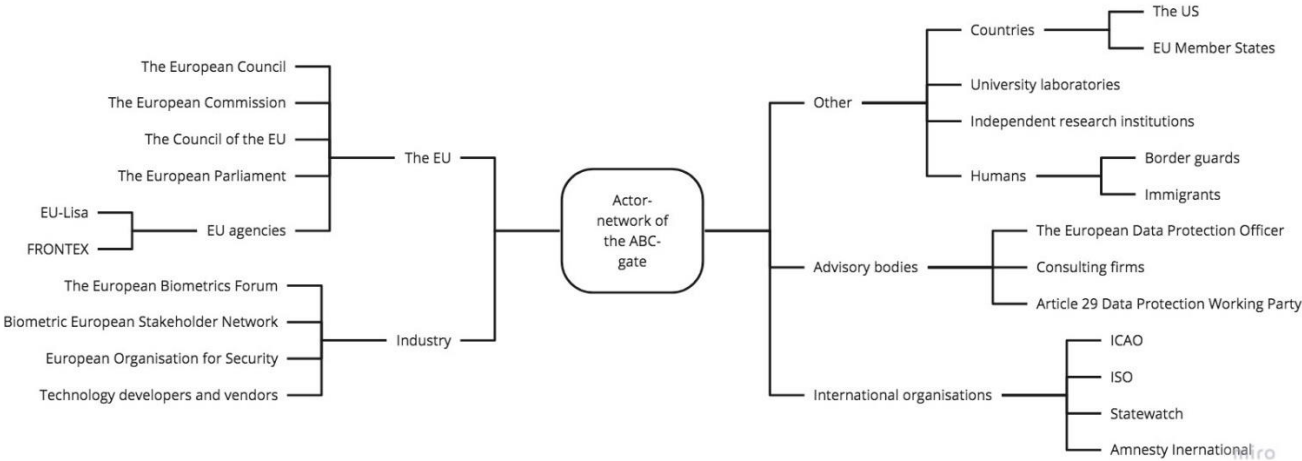 Actor-
network of
the ABC-
gate
The EU
The European Council
The European Commission
The Council of the EU
The European Parliament
EU agencies
EU-Lisa
FRONTEX
Industry
The European Biometrics Forum
Biometric European Stakeholder Network
European Organisation for Security
Technology developers and vendors
Other
Countries
The US
EU Member States
University laboratories
Independent research institutions
Humans
Border guards
Immigrants
Advisory bodies
The European Data Protection Officer
Consulting firms
Article 29 Data Protection Working Party
International organisations
ICAO
ISO
Statewatch
Amnesty Inernational
miro